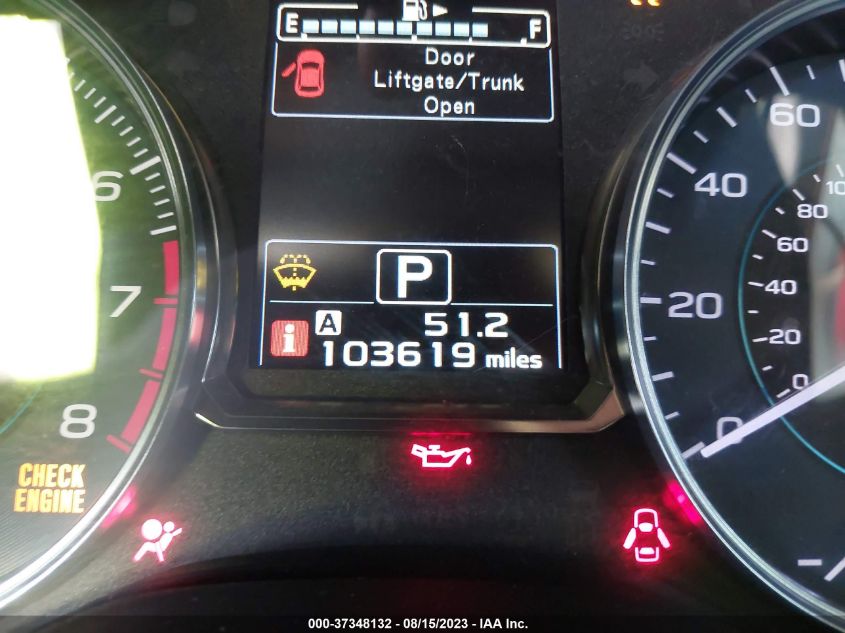 E F
Door
Liftgate/Trunk
Open
P
i A 51.2
103619 miles
6
7
8
CHECK
ENGINE
60
40
20
0
80
60
40
20
0
000-37348132 - 08/15/2023 - IAA Inc.